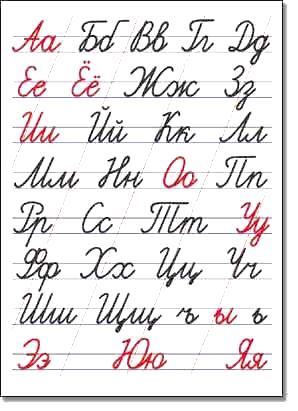 Аа Бб Вв Гг Дд
Ее Ёё Жж Зз
Ии Йй Кк Лл
Мм Нн Оо Пп
Рр Сс Тт Уу
Фф Хх Цц Чч
Шш Щщ ъ ы ь
Ээ Юю Яя